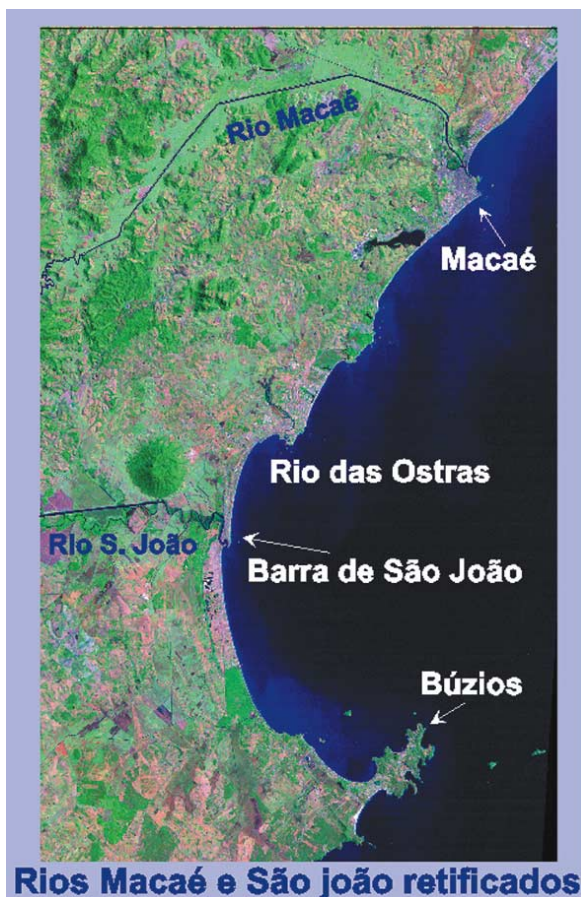 Rio Macaé
Macaé
Rio das Ostras
Rio S. João
Barra de São João
Búzios
Rios Macaé e São joão retificados